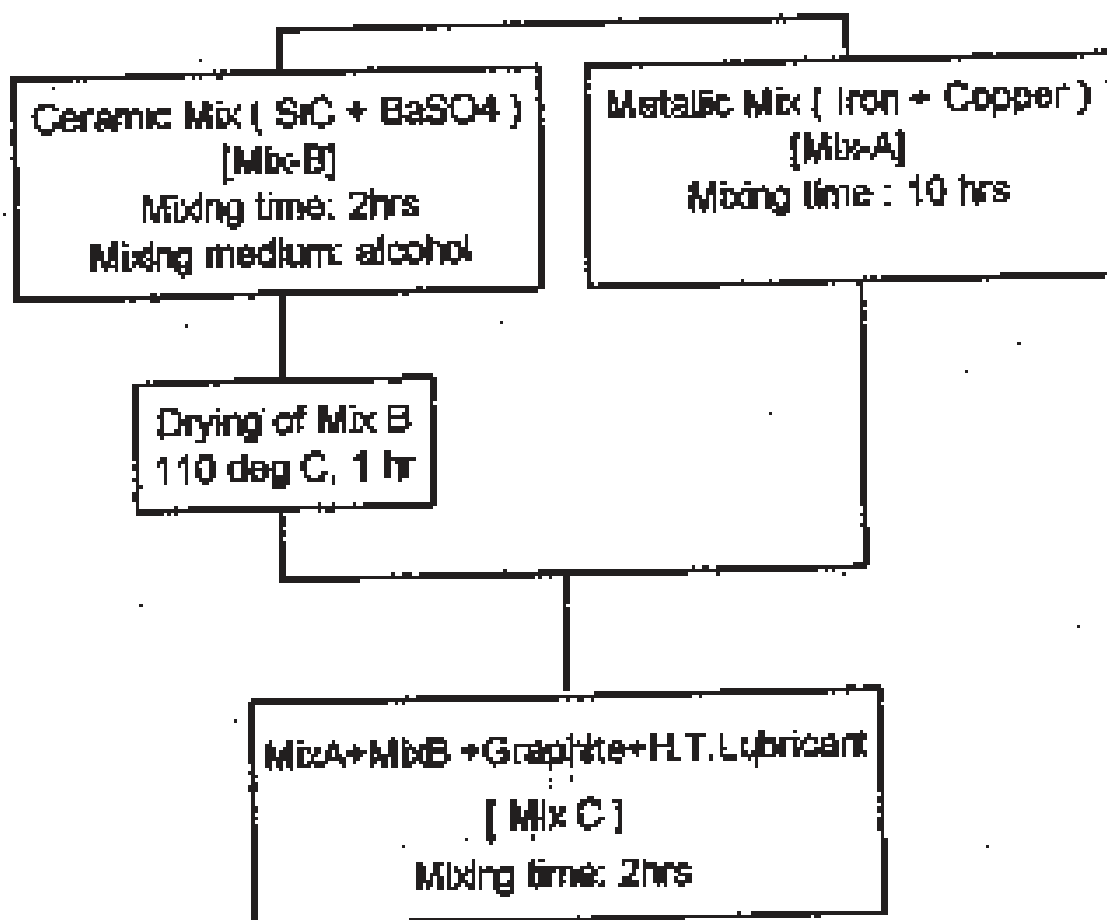 Ceramic Mix ( SiC + BaSO4 )
[Mix-B]
Mixing time: 2hrs
Mixing medium: alcohol
Metallic Mix ( Iron + Copper )
[Mix-A]
Mixing time : 10 hrs
Drying of Mix B
110 deg C, 1 hr
MixA+MixB +Graphite+H.T.Lubricant
[ Mix C ]
Mixing time: 2hrs